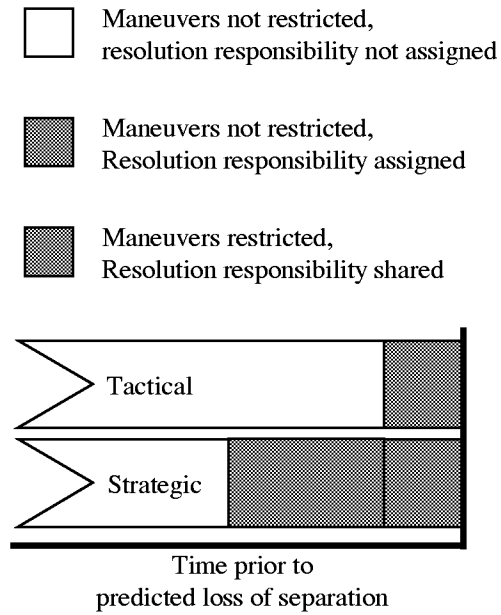 Maneuvers not restricted,
resolution responsibility not assigned
Maneuvers not restricted,
Resolution responsibility assigned
Maneuvers restricted,
Resolution responsibility shared
Tactical
Strategic
Time prior to
predicted loss of separation